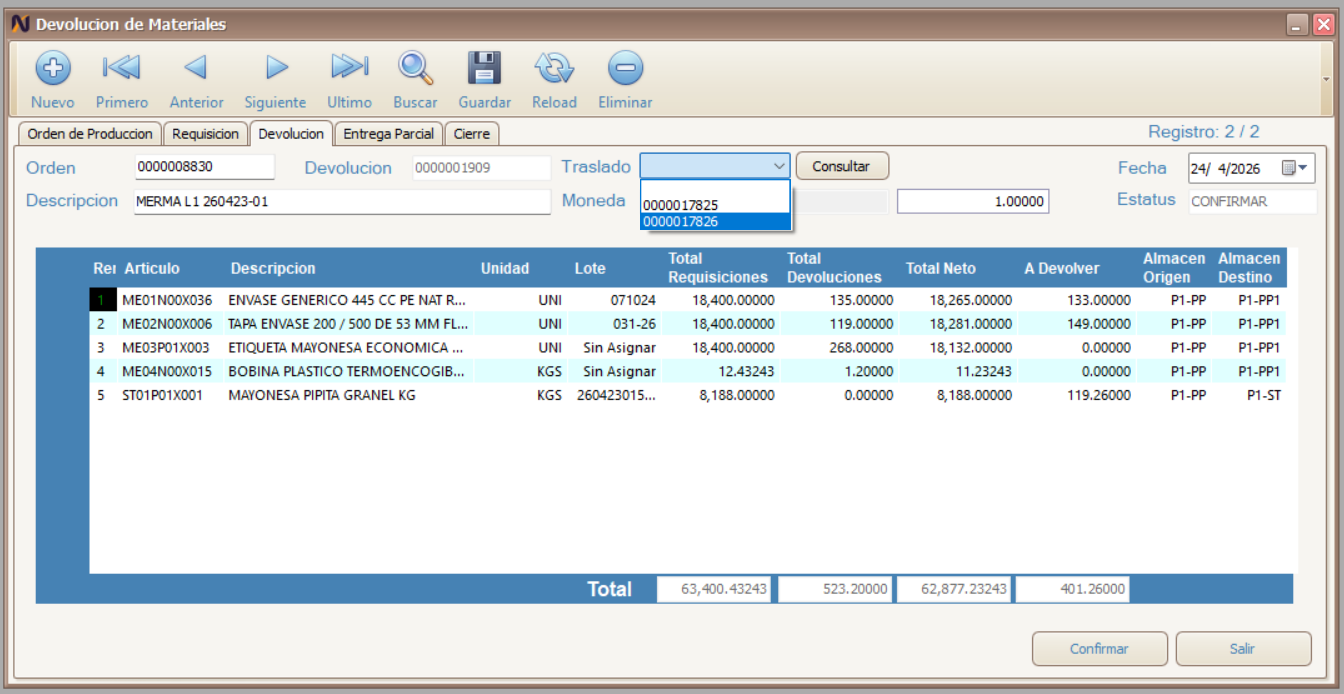 Devolucion de Materiales
Nuevo Primero Anterior Siguiente Ultimo Buscar Guardar Reload Eliminar
Orden de Produccion Requisicion Devolucion Entrega Parcial Cierre Registro: 2 / 2
Orden 0000008830 Devolucion 0000001909 Traslado Consultar Fecha 24/ 4/2026
Descripcion MERMA L1 260423-01 Moneda 1.00000 Estatus CONFIRMAR
0000017825
0000017826
Rei Articulo Descripcion Unidad Lote Total Requisiciones Total Devoluciones Total Neto A Devolver Almacen Origen Almacen Destino
1 ME01N00X036 ENVASE GENERICO 445 CC PE NAT R... UNI 071024 18,400.00000 135.00000 18,265.00000 133.00000 P1-PP P1-PP1
2 ME02N00X006 TAPA ENVASE 200 / 500 DE 53 MM FL... UNI 031-26 18,400.00000 119.00000 18,281.00000 149.00000 P1-PP P1-PP1
3 ME03P01X003 ETIQUETA MAYONESA ECONOMICA ... UNI Sin Asignar 18,400.00000 268.00000 18,132.00000 0.00000 P1-PP P1-PP1
4 ME04N00X015 BOBINA PLASTICO TERMOENCOGIB... KGS Sin Asignar 12.43243 1.20000 11.23243 0.00000 P1-PP P1-PP1
5 ST01P01X001 MAYONESA PIPITA GRANEL KG KGS 260423015... 8,188.00000 0.00000 8,188.00000 119.26000 P1-PP P1-ST
Total 63,400.43243 523.20000 62,877.23243 401.26000
Confirmar Salir